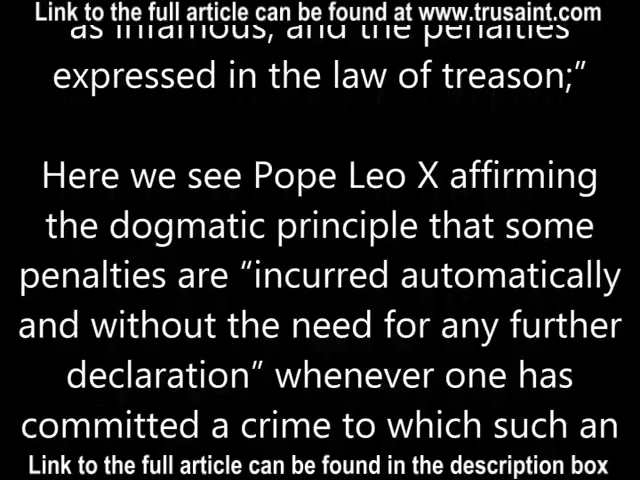 Link to the full article can be found at www.trusaint.com
as infamous, and the penalties
expressed in the law of treason;”
Here we see Pope Leo X affirming
the dogmatic principle that some
penalties are “incurred automatically
and without the need for any further
declaration” whenever one has
committed a crime to which such an
Link to the full article can be found in the description box